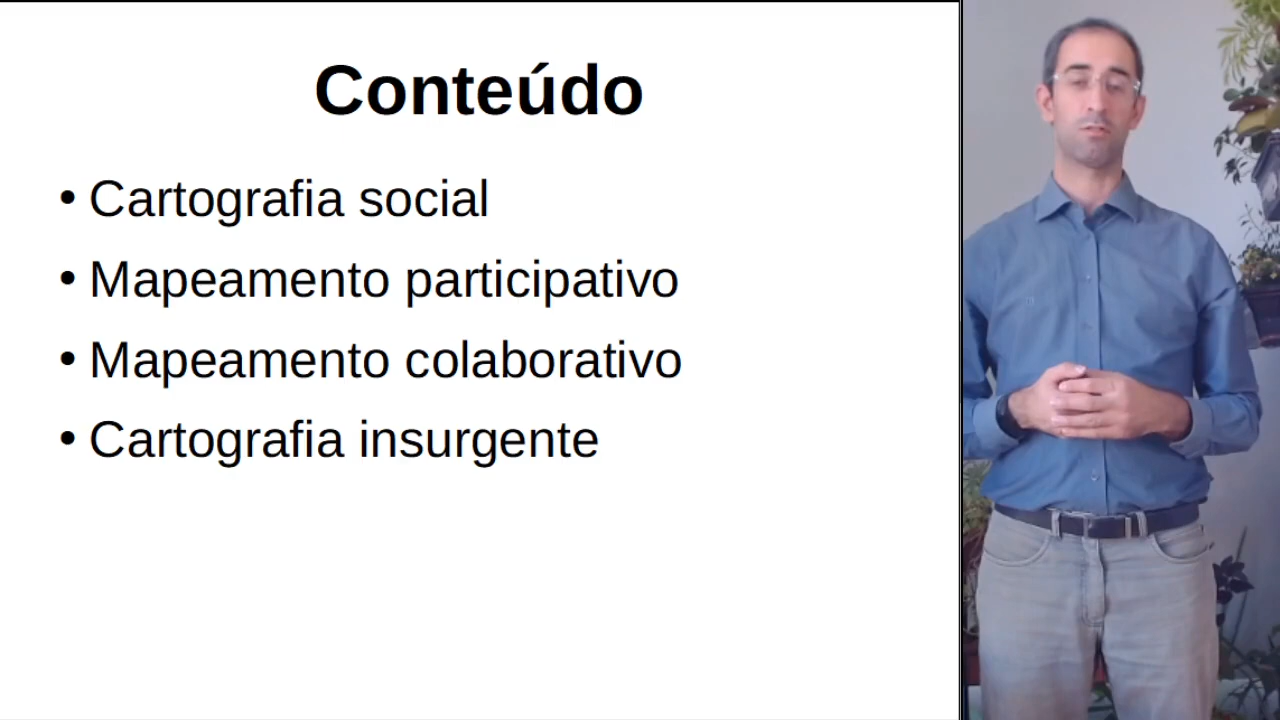 Conteúdo
• Cartografia social
• Mapeamento participativo
• Mapeamento colaborativo
• Cartografia insurgente